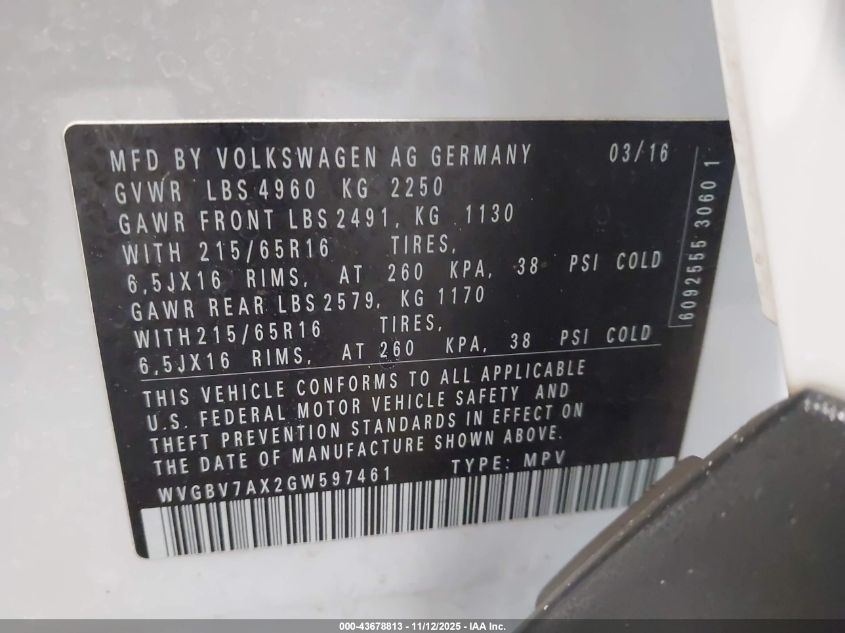 MFD BY VOLKSWAGEN AG GERMANY 03/16
GVWR LBS 4960 KG 2250
GAWR FRONT LBS 2491, KG 1130
WITH 215/65R16 TIRES,
6,5JX16 RIMS, AT 260 KPA, 38 PSI COLD
GAWR REAR LBS 2579, KG 1170
WITH 215/65R16 TIRES,
6,5JX16 RIMS, AT 260 KPA, 38 PSI COLD
THIS VEHICLE CONFORMS TO ALL APPLICABLE
U.S. FEDERAL MOTOR VEHICLE SAFETY AND
THEFT PREVENTION STANDARDS IN EFFECT ON
THE DATE OF MANUFACTURE SHOWN ABOVE.
WVGBV7AX2GW597461 TYPE: MPV
6092555 3060 1
000-43678813 - 11/12/2025 - IAA Inc.